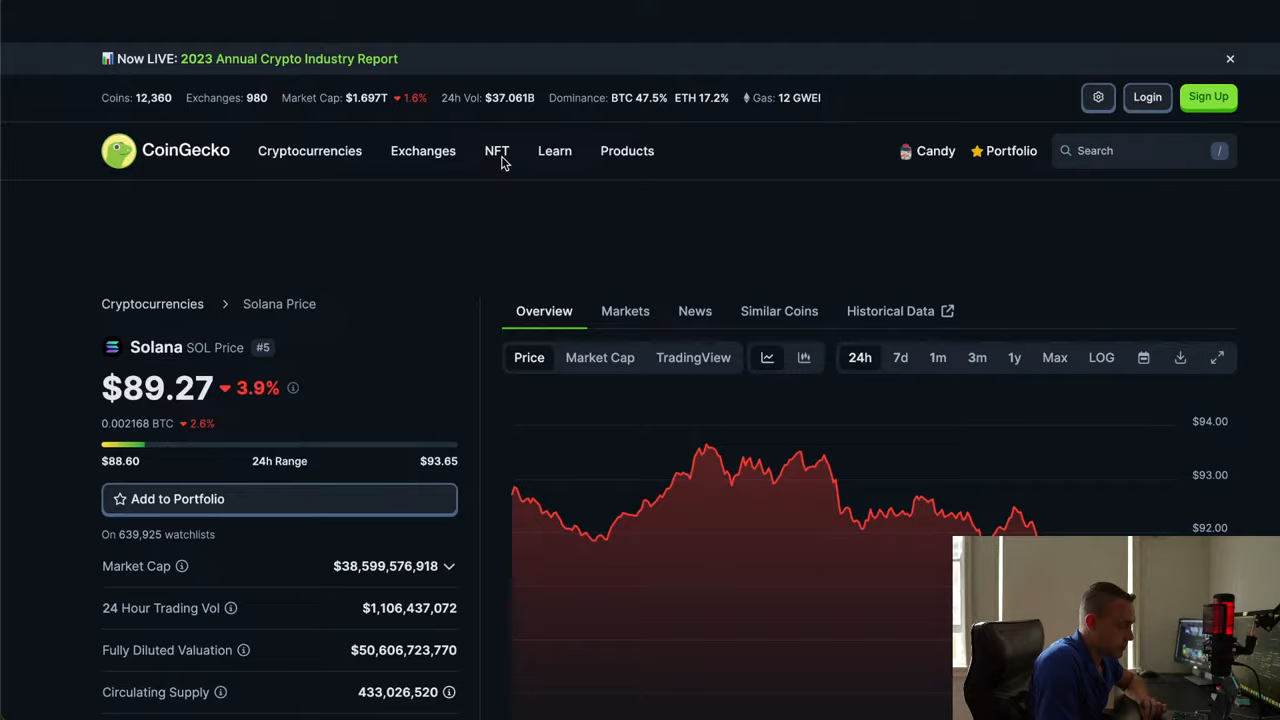 Now LIVE: 2023 Annual Crypto Industry Report
Coins: 12,360 Exchanges: 980 Market Cap: $1.697T 1.6% 24h Vol: $37.061B Dominance: BTC 47.5% ETH 17.2% Gas: 12 GWEI
Login
Sign Up
CoinGecko
Cryptocurrencies Exchanges NFT Learn Products
Candy Portfolio
Search /
Cryptocurrencies > Solana Price
Solana SOL Price #5
$89.27 3.9%
0.002168 BTC 2.6%
$88.60 24h Range $93.65
Add to Portfolio
On 639,925 watchlists
Market Cap $38,599,576,918
24 Hour Trading Vol $1,106,437,072
Fully Diluted Valuation $50,606,723,770
Circulating Supply 433,026,520
Overview Markets News Similar Coins Historical Data
Price Market Cap TradingView
24h 7d 1m 3m 1y Max LOG
$94.00
$93.00
$92.00